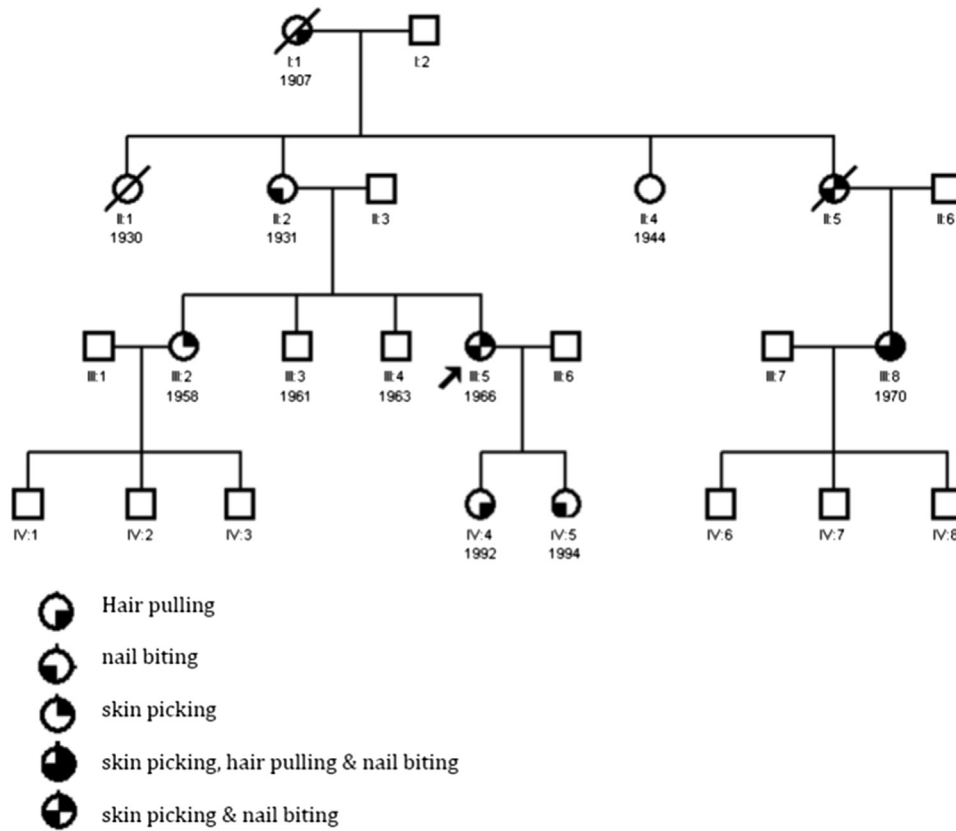 I:1 I:2
1907
II:1 II:2 II:3 II:4 II:5 II:6
1930 1931 1944
III:1 III:2 III:3 III:4 III:5 III:6 III:7 III:8
1958 1961 1963 1966 1970
IV:1 IV:2 IV:3 IV:4 IV:5 IV:6 IV:7 IV:8
1992 1994
Hair pulling
nail biting
skin picking
skin picking, hair pulling & nail biting
skin picking & nail biting